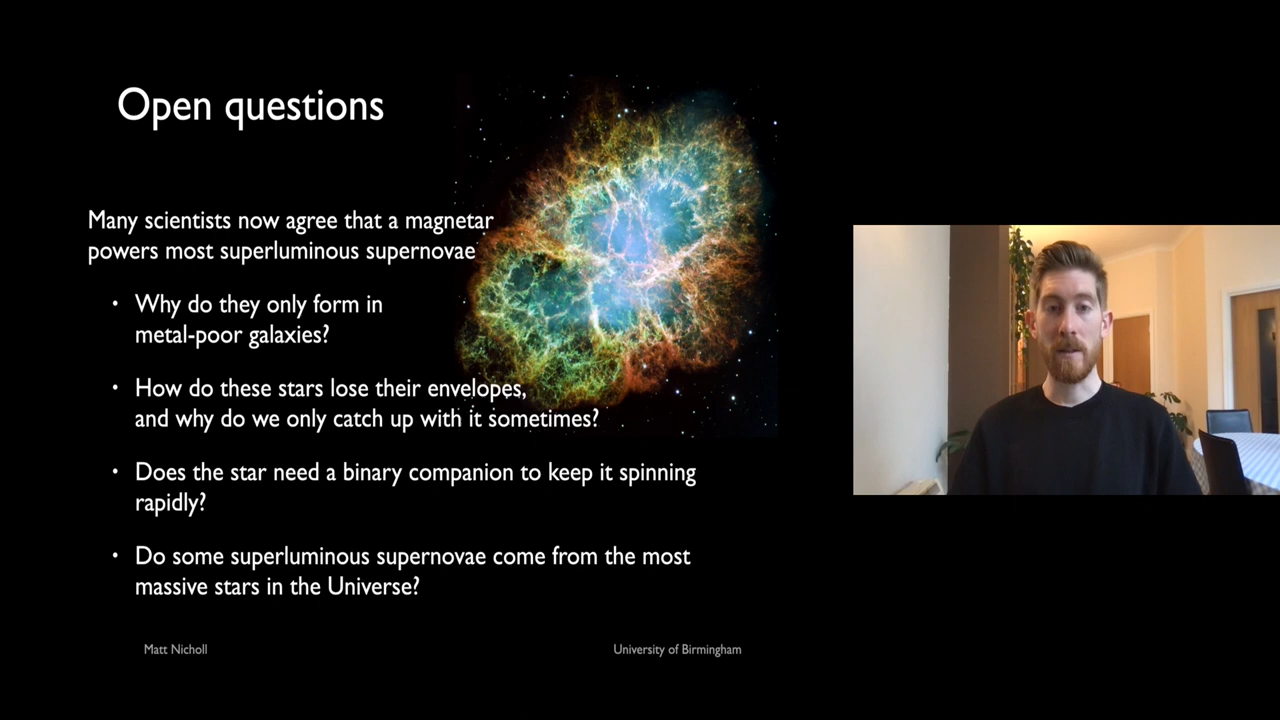 Open questions
Many scientists now agree that a magnetar
powers most superluminous supernovae
• Why do they only form in
metal-poor galaxies?
• How do these stars lose their envelopes,
and why do we only catch up with it sometimes?
• Does the star need a binary companion to keep it spinning
rapidly?
• Do some superluminous supernovae come from the most
massive stars in the Universe?
Matt Nicholl
University of Birmingham